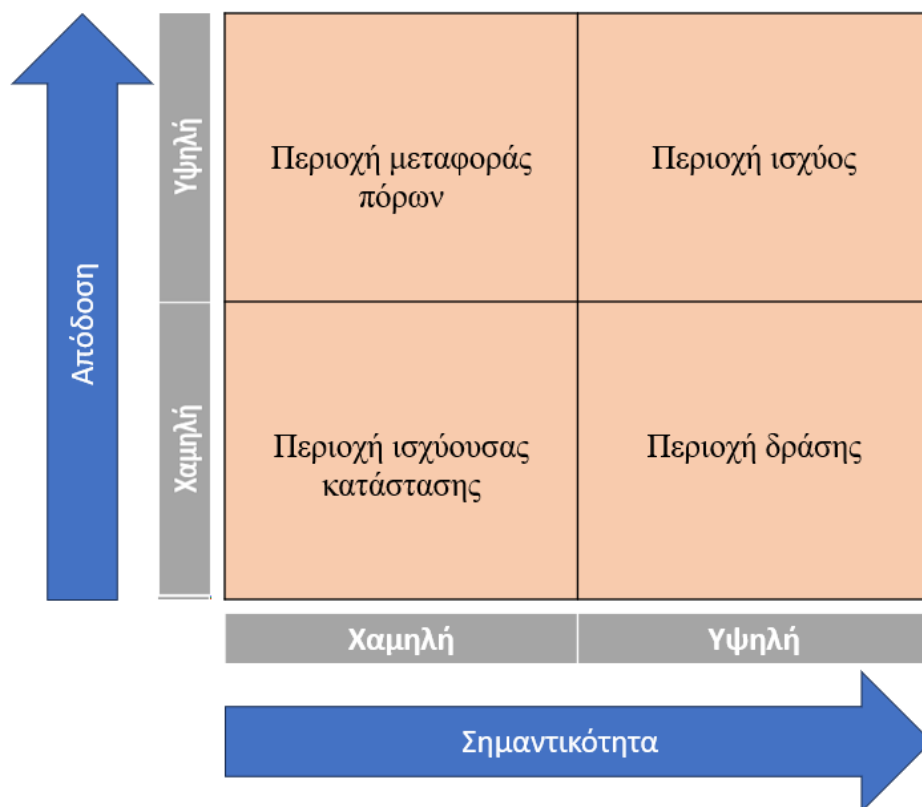 Απόδοση
Υψηλή
Περιοχή μεταφοράς
πόρων
Περιοχή ισχύος
Χαμηλή
Περιοχή ισχύουσας
κατάστασης
Περιοχή δράσης
Χαμηλή
Υψηλή
Σημαντικότητα